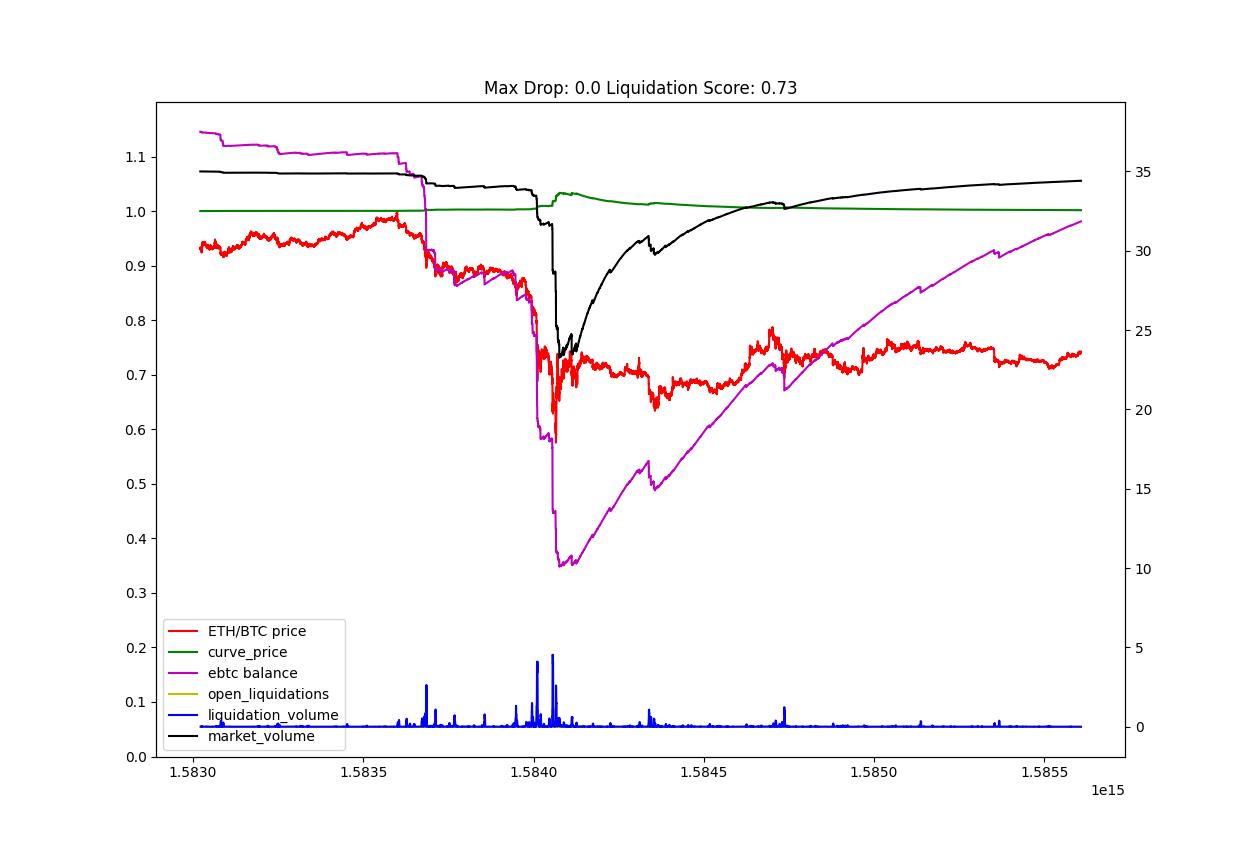 Max Drop: 0.0 Liquidation Score: 0.73
1.1
1.0
0.9
0.8
0.7
0.6
0.5
0.4
0.3
0.2
0.1
0.0
35
30
25
20
15
10
5
0
ETH/BTC price
curve_price
ebtc balance
open_liquidations
liquidation_volume
market_volume
1.5830 1.5835 1.5840 1.5845 1.5850 1.5855
1e15